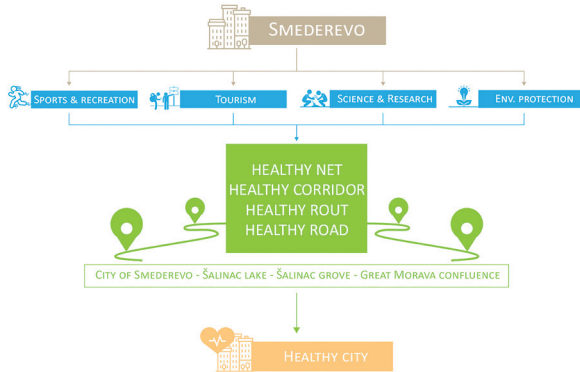 SMEDEREVO
SPORTS & RECREATION
TOURISM
SCIENCE & RESEARCH
ENV. PROTECTION
HEALTHY NET
HEALTHY CORRIDOR
HEALTHY ROUT
HEALTHY ROAD
CITY OF SMEDEREVO - ŠALINAC LAKE - ŠALINAC GROVE - GREAT MORAVA CONFLUENCE
HEALTHY CITY